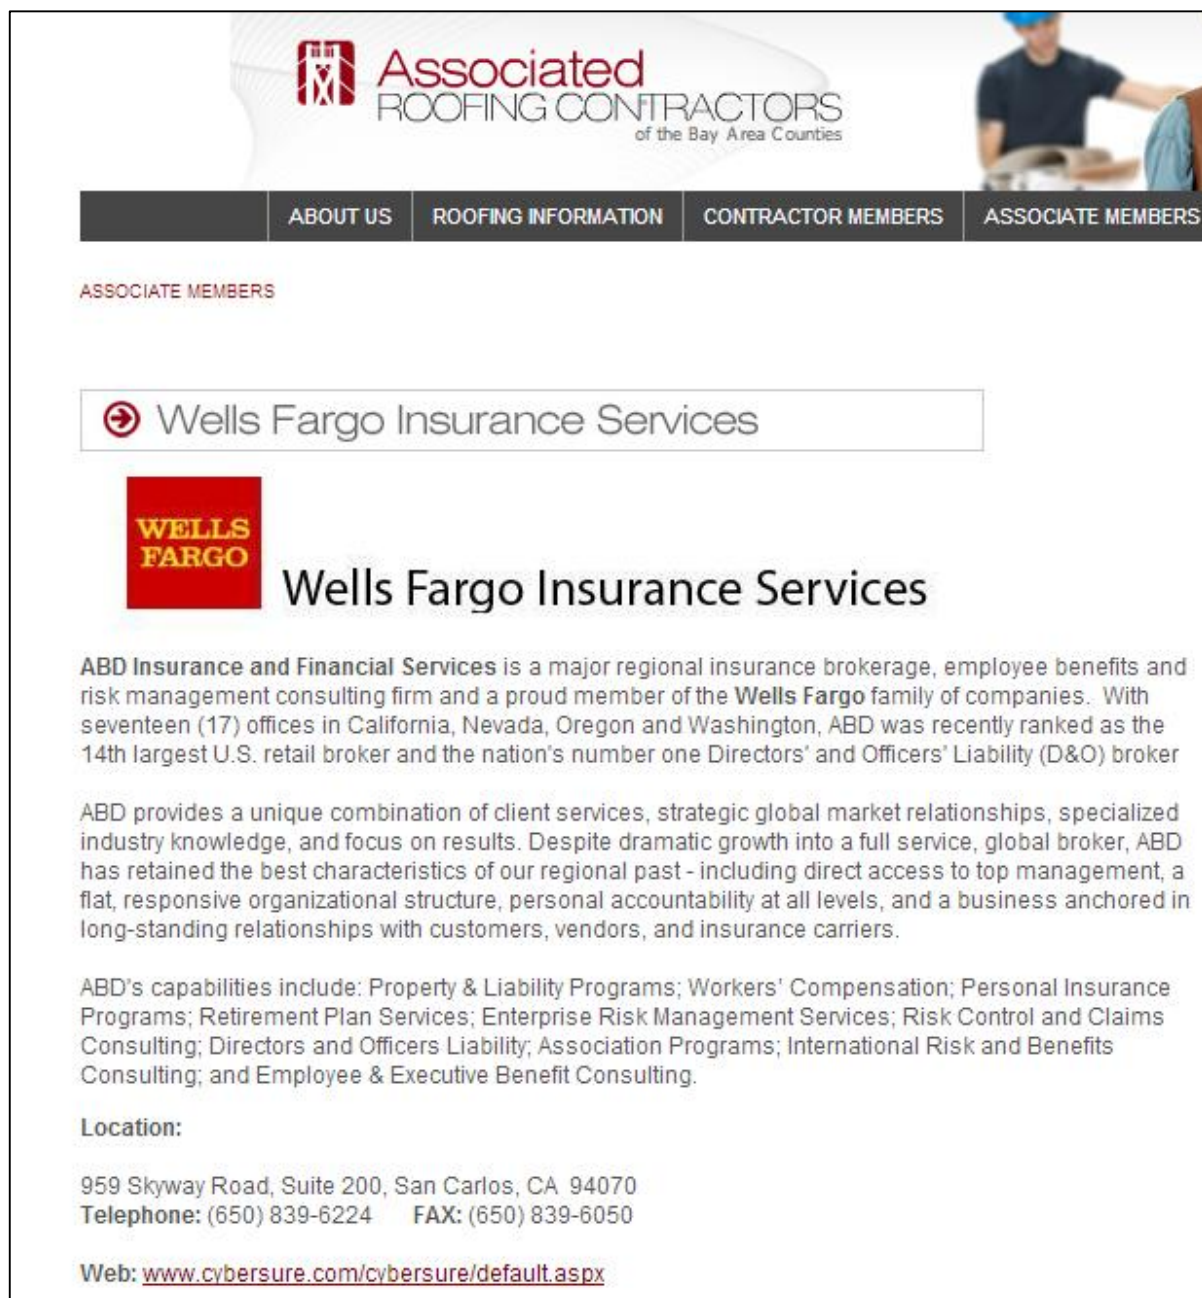 Associated
ROOFING CONTRACTORS
of the Bay Area Counties
ABOUT US
ROOFING INFORMATION
CONTRACTOR MEMBERS
ASSOCIATE MEMBERS
ASSOCIATE MEMBERS
Wells Fargo Insurance Services
WELLS
FARGO
Wells Fargo Insurance Services
ABD Insurance and Financial Services is a major regional insurance brokerage, employee benefits and
risk management consulting firm and a proud member of the Wells Fargo family of companies. With
seventeen (17) offices in California, Nevada, Oregon and Washington, ABD was recently ranked as the
14th largest U.S. retail broker and the nation's number one Directors' and Officers' Liability (D&O) broker
ABD provides a unique combination of client services, strategic global market relationships, specialized
industry knowledge, and focus on results. Despite dramatic growth into a full service, global broker, ABD
has retained the best characteristics of our regional past - including direct access to top management, a
flat, responsive organizational structure, personal accountability at all levels, and a business anchored in
long-standing relationships with customers, vendors, and insurance carriers.
ABD's capabilities include: Property & Liability Programs; Workers' Compensation; Personal Insurance
Programs; Retirement Plan Services; Enterprise Risk Management Services; Risk Control and Claims
Consulting; Directors and Officers Liability; Association Programs; International Risk and Benefits
Consulting; and Employee & Executive Benefit Consulting.
Location:
959 Skyway Road, Suite 200, San Carlos, CA 94070
Telephone: (650) 839-6224 FAX: (650) 839-6050
Web: www.cybersure.com/cybersure/default.aspx